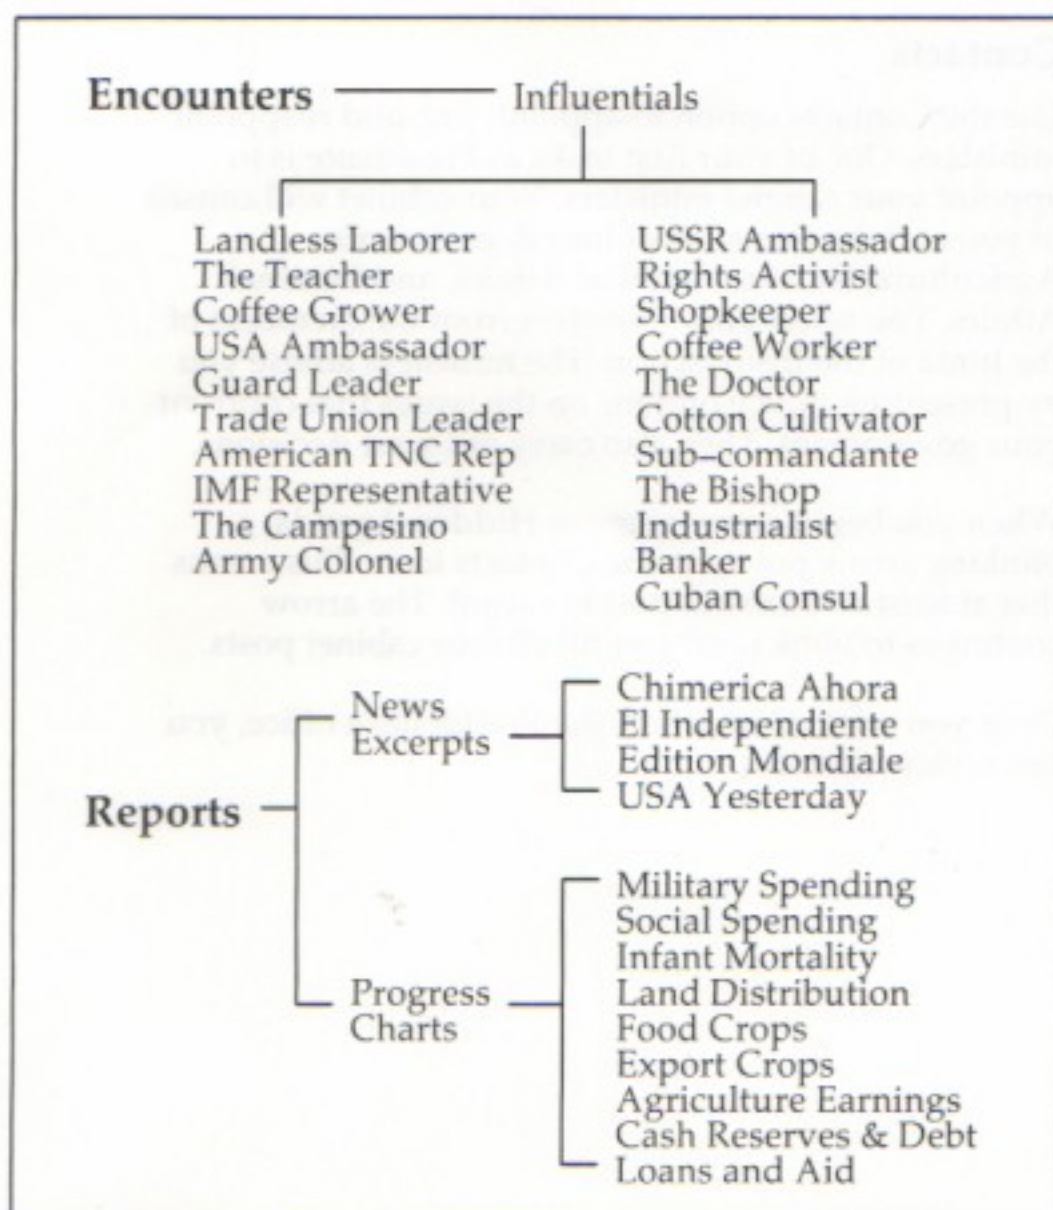 Encounters
Influentials
Landless Laborer
The Teacher
Coffee Grower
USA Ambassador
Guard Leader
Trade Union Leader
American TNC Rep
IMF Representative
The Campesino
Army Colonel
USSR Ambassador
Rights Activist
Shopkeeper
Coffee Worker
The Doctor
Cotton Cultivator
Sub-comandante
The Bishop
Industrialist
Banker
Cuban Consul
Reports
News
Excerpts
Chimerica Ahora
El Independiente
Edition Mondiale
USA Yesterday
Progress
Charts
Military Spending
Social Spending
Infant Mortality
Land Distribution
Food Crops
Export Crops
Agriculture Earnings
Cash Reserves & Debt
Loans and Aid